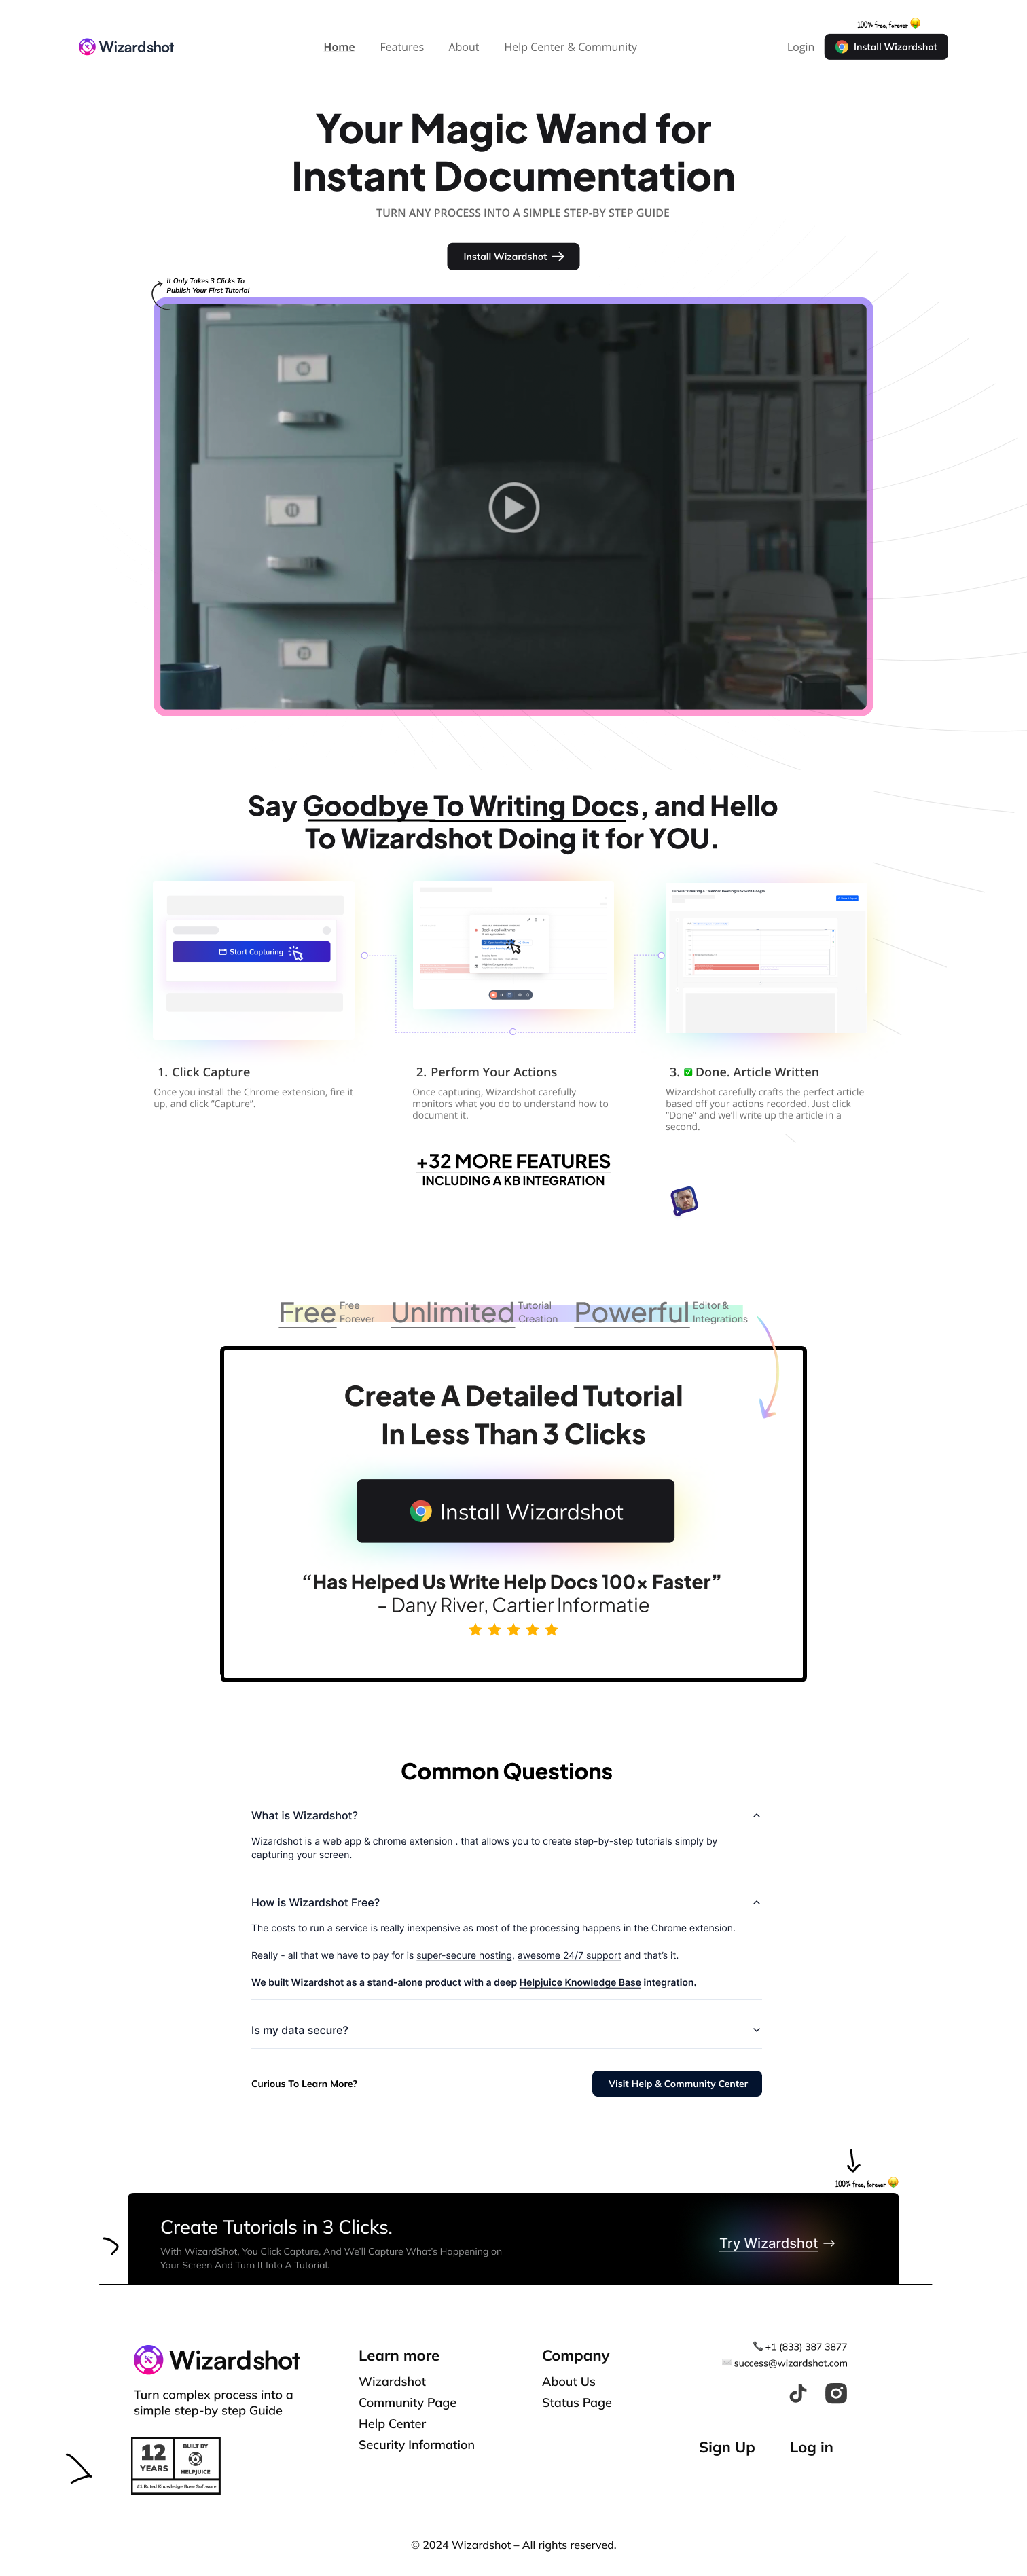 100% free, forever 🤑
Wizardshot
Home Features About Help Center & Community
Login Install Wizardshot
Your Magic Wand for
Instant Documentation
TURN ANY PROCESS INTO A SIMPLE STEP-BY STEP GUIDE
Install Wizardshot →
It Only Takes 3 Clicks To
Publish Your First Tutorial
Say Goodbye To Writing Docs, and Hello
To Wizardshot Doing it for YOU.
Start Capturing
Book a call with me
Tutorial: Creating a Calendar Booking Link with Google
1. Click Capture
Once you install the Chrome extension, fire it
up, and click “Capture”.
2. Perform Your Actions
Once capturing, Wizardshot carefully
monitors what you do to understand how to
document it.
3. ✅ Done. Article Written
Wizardshot carefully crafts the perfect article
based off your actions recorded. Just click
“Done” and we’ll write up the article in a
second.
+32 MORE FEATURES
INCLUDING A KB INTEGRATION
Free Free Forever
Unlimited Tutorial Creation
Powerful Editor & Integrations
Create A Detailed Tutorial
In Less Than 3 Clicks
Install Wizardshot
“Has Helped Us Write Help Docs 100x Faster”
– Dany River, Cartier Informatie
Common Questions
What is Wizardshot?
Wizardshot is a web app & chrome extension . that allows you to create step-by-step tutorials simply by
capturing your screen.
How is Wizardshot Free?
The costs to run a service is really inexpensive as most of the processing happens in the Chrome extension.
Really - all that we have to pay for is super-secure hosting, awesome 24/7 support and that’s it.
We built Wizardshot as a stand-alone product with a deep Helpjuice Knowledge Base integration.
Is my data secure?
Curious To Learn More?
Visit Help & Community Center
100% free, forever 🤑
Create Tutorials in 3 Clicks.
With WizardShot, You Click Capture, And We’ll Capture What’s Happening on
Your Screen And Turn It Into A Tutorial.
Try Wizardshot →
Wizardshot
Turn complex process into a
simple step-by step Guide
12
YEARS
BUILT BY
HELPJUICE
#1 Rated Knowledge Base Software
Learn more
Wizardshot
Community Page
Help Center
Security Information
Company
About Us
Status Page
+1 (833) 387 3877
success@wizardshot.com
Sign Up Log in
© 2024 Wizardshot – All rights reserved.